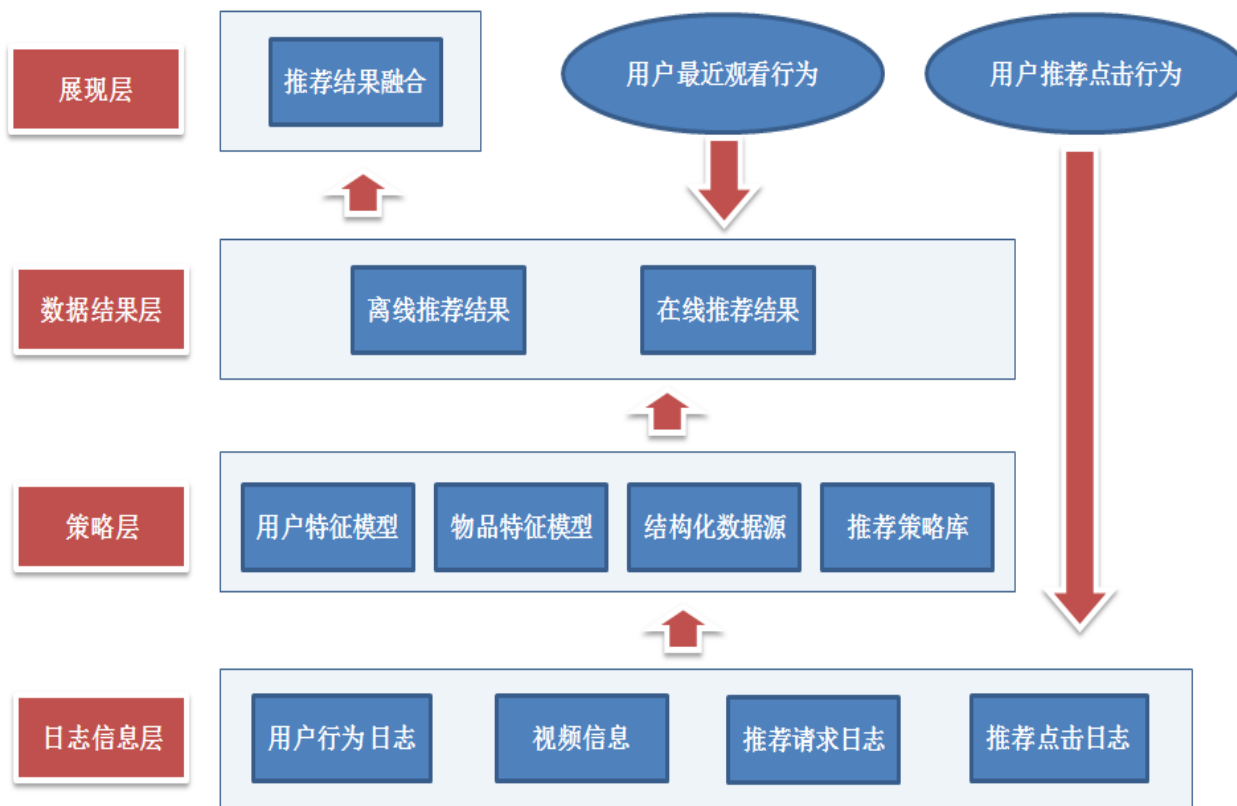 展现层
推荐结果融合
用户最近观看行为
用户推荐点击行为
数据结果层
离线推荐结果
在线推荐结果
策略层
用户特征模型
物品特征模型
结构化数据源
推荐策略库
日志信息层
用户行为日志
视频信息
推荐请求日志
推荐点击日志